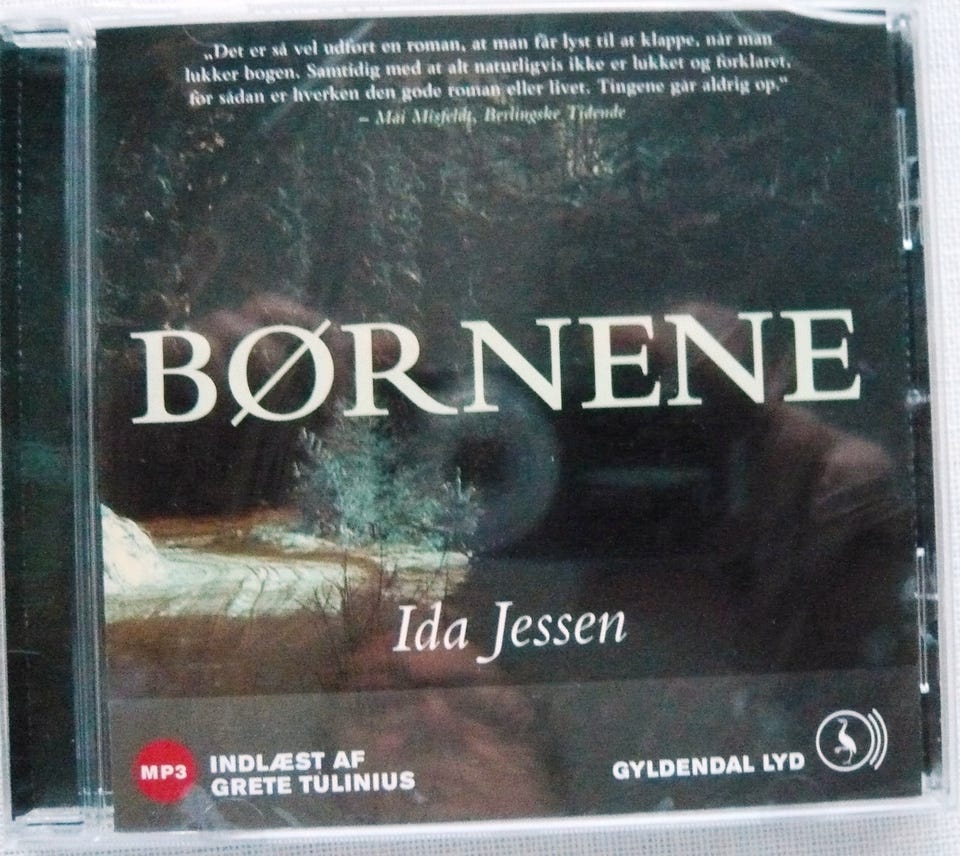 „Det er så vel udført en roman, at man får lyst til at klappe, når man
lukker bogen. Samtidig med at alt naturligvis ikke er lukket og forklaret,
for sådan er hverken den gode roman eller livet. Tingene går aldrig op.“
– Mai Misfeldt, Berlingske Tidende
BØRNENE
Ida Jessen
MP3
INDLÆST AF
GRETE TULINIUS
GYLDENDAL LYD